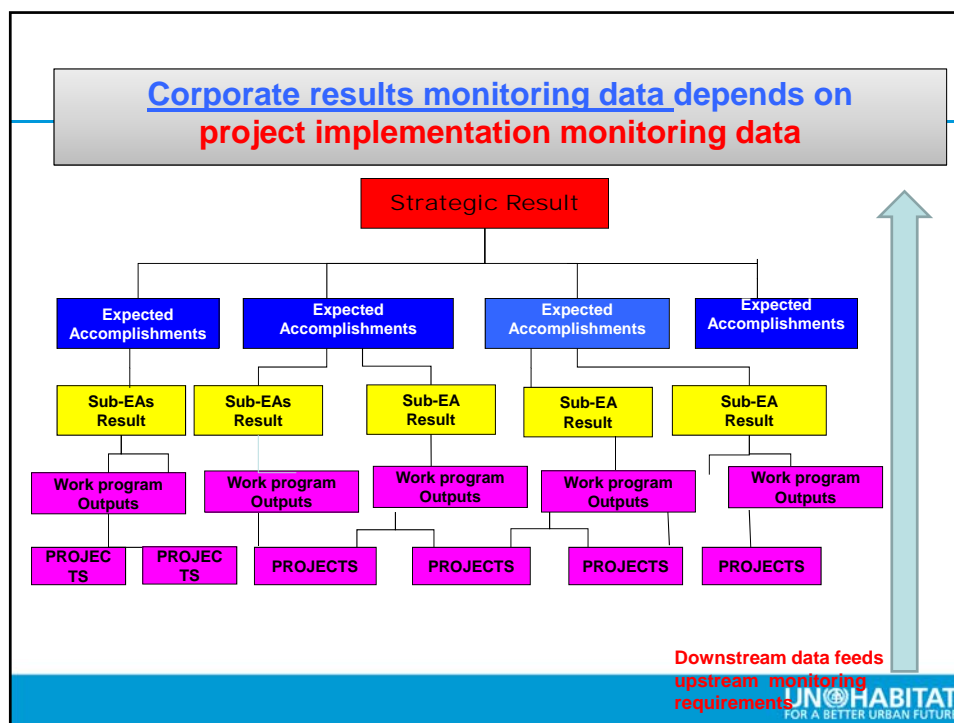 Corporate results monitoring data depends on
project implementation monitoring data
Strategic Result
Expected
Accomplishments
Expected
Accomplishments
Expected
Accomplishments
Expected
Accomplishments
Sub-EAs
Result
Sub-EAs
Result
Sub-EA
Result
Sub-EA
Result
Sub-EA
Result
Work program
Outputs
Work program
Outputs
Work program
Outputs
Work program
Outputs
Work program
Outputs
PROJEC
TS
PROJEC
TS
PROJECTS
PROJECTS
PROJECTS
PROJECTS
Downstream data feeds
upstream monitoring
requirements
UN HABITAT
FOR A BETTER URBAN FUTURE